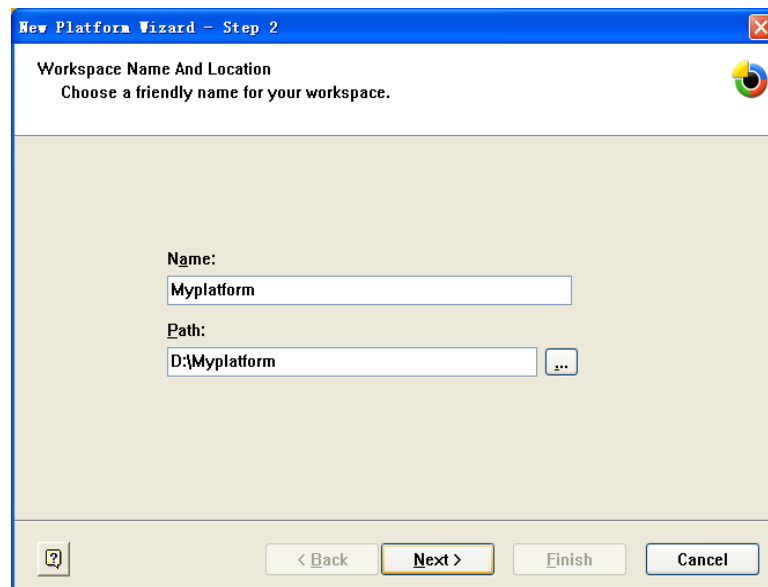 New Platform Wizard - Step 2
Workspace Name And Location
Choose a friendly name for your workspace.
Name:
Myplatform
Path:
D:\Myplatform
...
< Back
Next >
Finish
Cancel